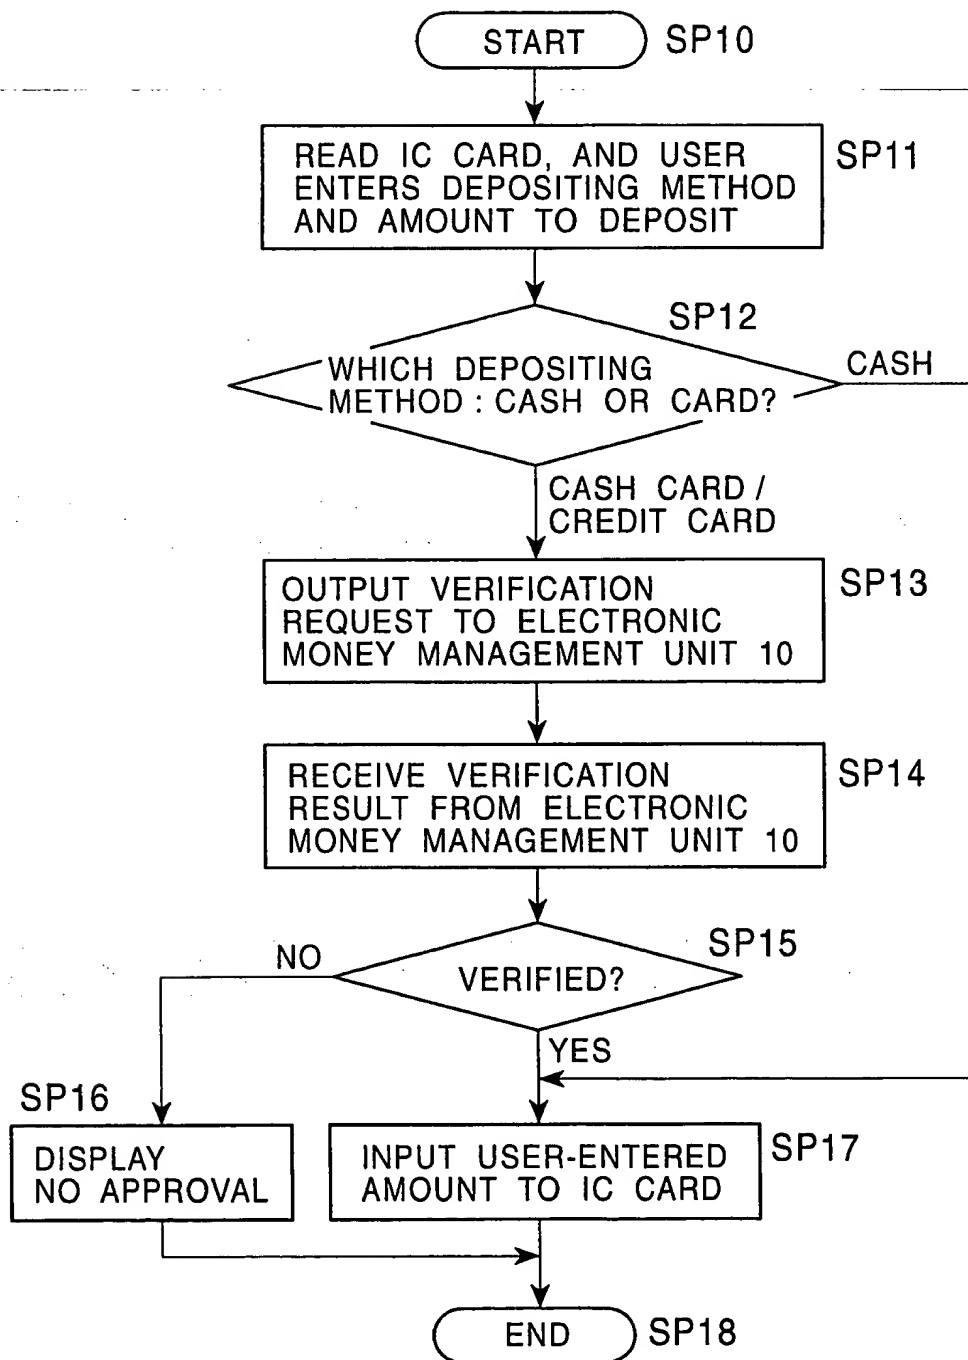 START SP10
READ IC CARD, AND USER
ENTERS DEPOSITING METHOD
AND AMOUNT TO DEPOSIT
SP11
SP12
WHICH DEPOSITING
METHOD : CASH OR CARD?
CASH
CASH CARD /
CREDIT CARD
OUTPUT VERIFICATION
REQUEST TO ELECTRONIC
MONEY MANAGEMENT UNIT 10
SP13
RECEIVE VERIFICATION
RESULT FROM ELECTRONIC
MONEY MANAGEMENT UNIT 10
SP14
SP15
VERIFIED?
NO
YES
SP16
DISPLAY
NO APPROVAL
INPUT USER-ENTERED
AMOUNT TO IC CARD
SP17
END SP18